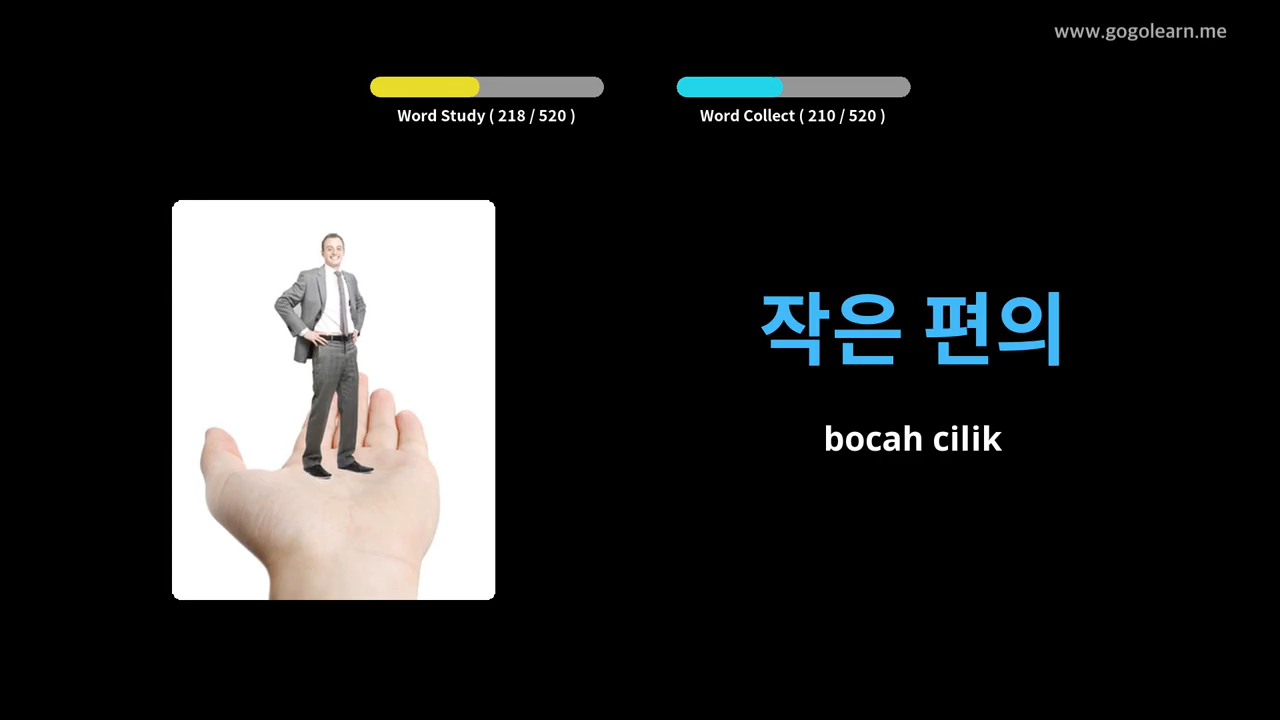 www.gogolearn.me
Word Study ( 218 / 520 )
Word Collect ( 210 / 520 )
작은 편의
bocah cilik